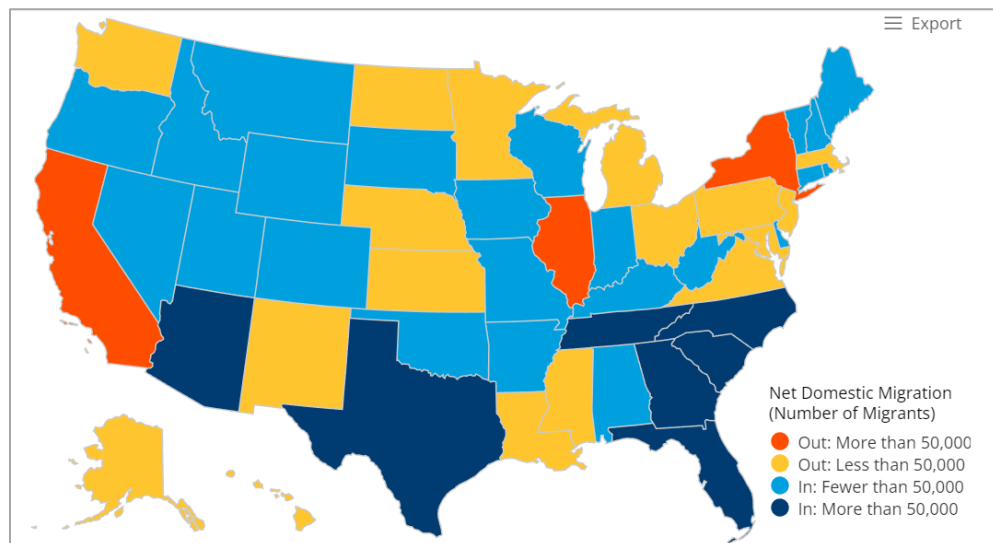 Export
Net Domestic Migration
(Number of Migrants)
Out: More than 50,000
Out: Less than 50,000
In: Fewer than 50,000
In: More than 50,000